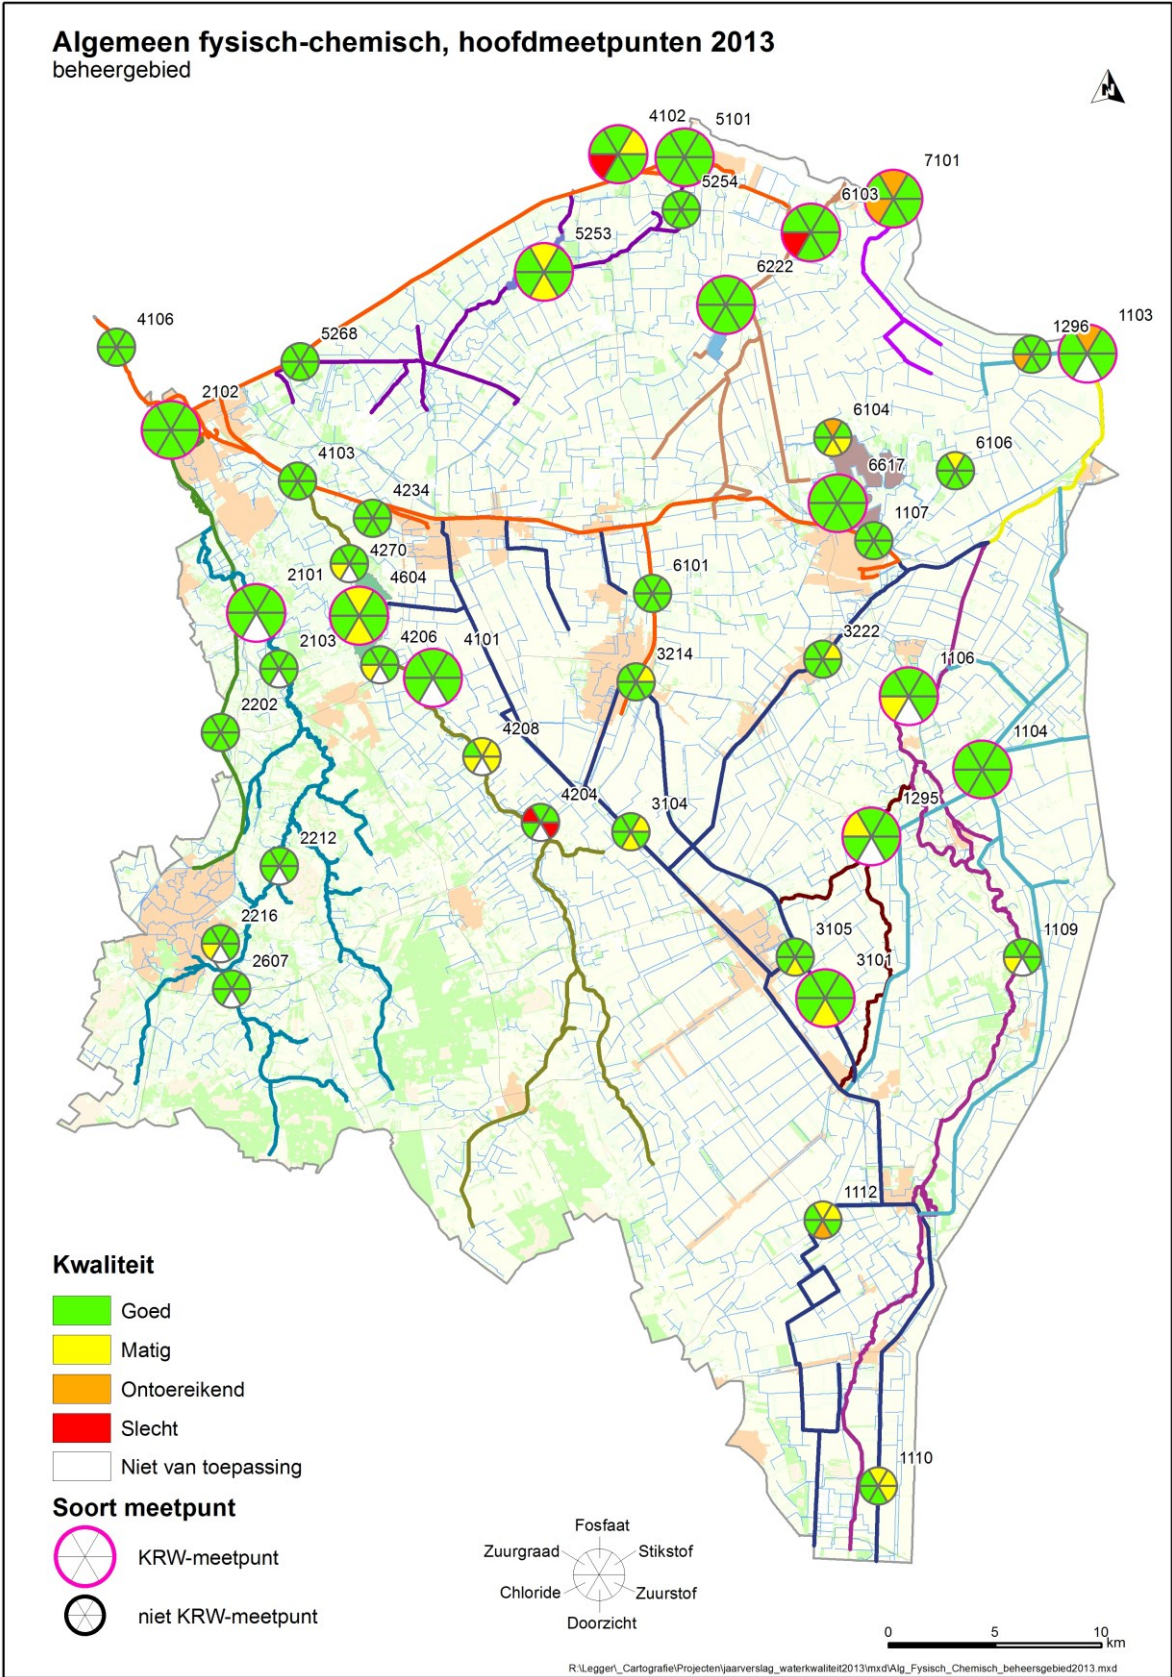 Algemeen fysisch-chemisch, hoofdmeetpunten 2013
beheergebied
N
4102
5101
7101
5254
6103
5253
6222
4106
5268
1296
1103
2102
6104
6106
4103
6617
4234
1107
4270
2101
4604
6101
2103
4206
4101
3214
3222
1106
2202
4208
1104
4204
3104
1295
2212
2216
3105
1109
2607
3101
1112
Kwaliteit
Goed
Matig
Ontoereikend
Slecht
Niet van toepassing
1110
Soort meetpunt
KRW-meetpunt
niet KRW-meetpunt
Fosfaat
Zuurgraad
Stikstof
Chloride
Zuurstof
Doorzicht
0 5 10
km
R:\Legger\_Cartografie\Projecten\jaarverslag_waterkwaliteit2013\mxd\Alg_Fysisch_Chemisch_beheersgebied2013.mxd